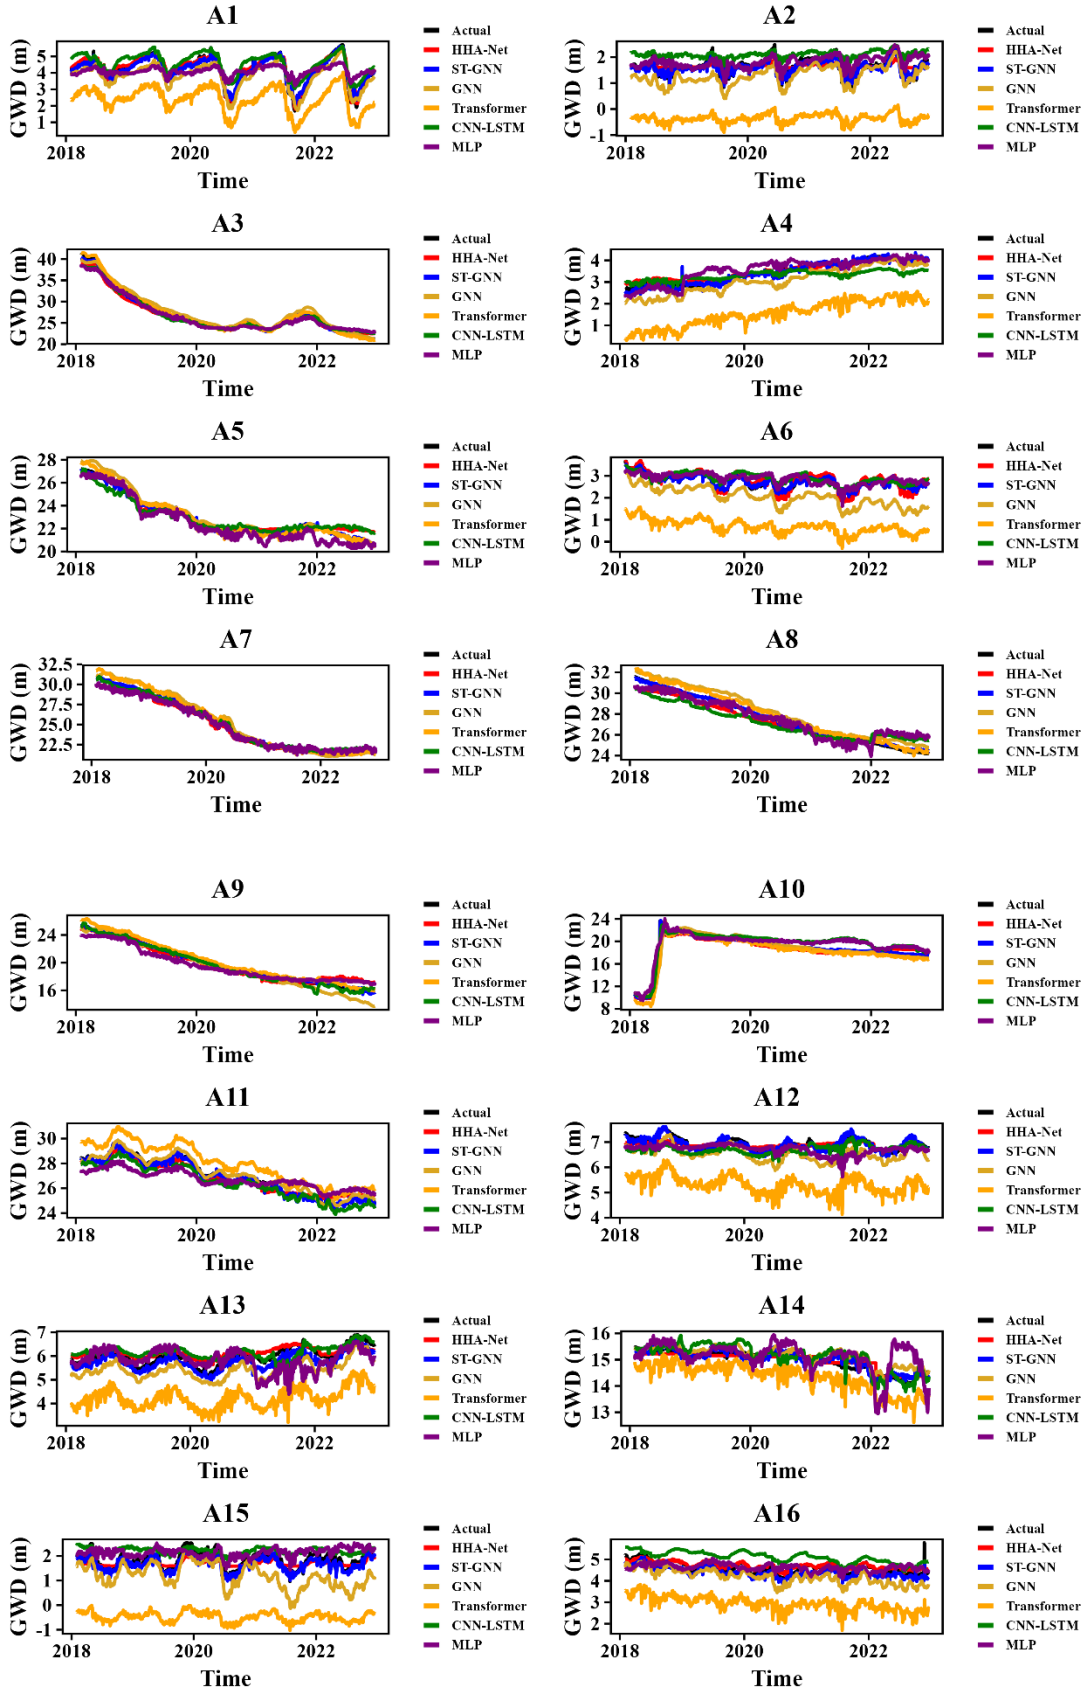 A1
GWD (m)
5
4
3
2
1
2018 2020 2022
Time
Actual
HHA-Net
ST-GNN
GNN
Transformer
CNN-LSTM
MLP
A2
GWD (m)
2
1
0
-1
2018 2020 2022
Time
Actual
HHA-Net
ST-GNN
GNN
Transformer
CNN-LSTM
MLP
A3
GWD (m)
40
35
30
25
20
2018 2020 2022
Time
Actual
HHA-Net
ST-GNN
GNN
Transformer
CNN-LSTM
MLP
A4
GWD (m)
4
3
2
1
2018 2020 2022
Time
Actual
HHA-Net
ST-GNN
GNN
Transformer
CNN-LSTM
MLP
A5
GWD (m)
28
26
24
22
20
2018 2020 2022
Time
Actual
HHA-Net
ST-GNN
GNN
Transformer
CNN-LSTM
MLP
A6
GWD (m)
3
2
1
0
2018 2020 2022
Time
Actual
HHA-Net
ST-GNN
GNN
Transformer
CNN-LSTM
MLP
A7
GWD (m)
32.5
30.0
27.5
25.0
22.5
2018 2020 2022
Time
Actual
HHA-Net
ST-GNN
GNN
Transformer
CNN-LSTM
MLP
A8
GWD (m)
32
30
28
26
24
2018 2020 2022
Time
Actual
HHA-Net
ST-GNN
GNN
Transformer
CNN-LSTM
MLP
A9
GWD (m)
24
20
16
2018 2020 2022
Time
Actual
HHA-Net
ST-GNN
GNN
Transformer
CNN-LSTM
MLP
A10
GWD (m)
24
20
16
12
8
2018 2020 2022
Time
Actual
HHA-Net
ST-GNN
GNN
Transformer
CNN-LSTM
MLP
A11
GWD (m)
30
28
26
24
2018 2020 2022
Time
Actual
HHA-Net
ST-GNN
GNN
Transformer
CNN-LSTM
MLP
A12
GWD (m)
7
6
5
4
2018 2020 2022
Time
Actual
HHA-Net
ST-GNN
GNN
Transformer
CNN-LSTM
MLP
A13
GWD (m)
7
6
5
4
2018 2020 2022
Time
Actual
HHA-Net
ST-GNN
GNN
Transformer
CNN-LSTM
MLP
A14
GWD (m)
16
15
14
13
2018 2020 2022
Time
Actual
HHA-Net
ST-GNN
GNN
Transformer
CNN-LSTM
MLP
A15
GWD (m)
2
1
0
-1
2018 2020 2022
Time
Actual
HHA-Net
ST-GNN
GNN
Transformer
CNN-LSTM
MLP
A16
GWD (m)
5
4
3
2
2018 2020 2022
Time
Actual
HHA-Net
ST-GNN
GNN
Transformer
CNN-LSTM
MLP